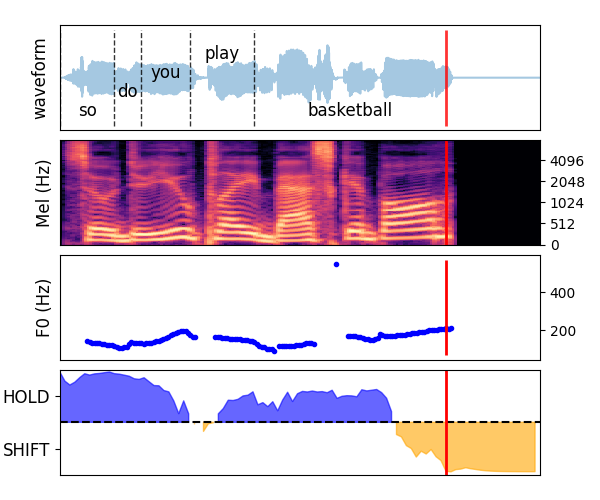 waveform
so
do
you
play
basketball
Mel (Hz)
4096
2048
1024
512
0
F0 (Hz)
400
200
HOLD
SHIFT